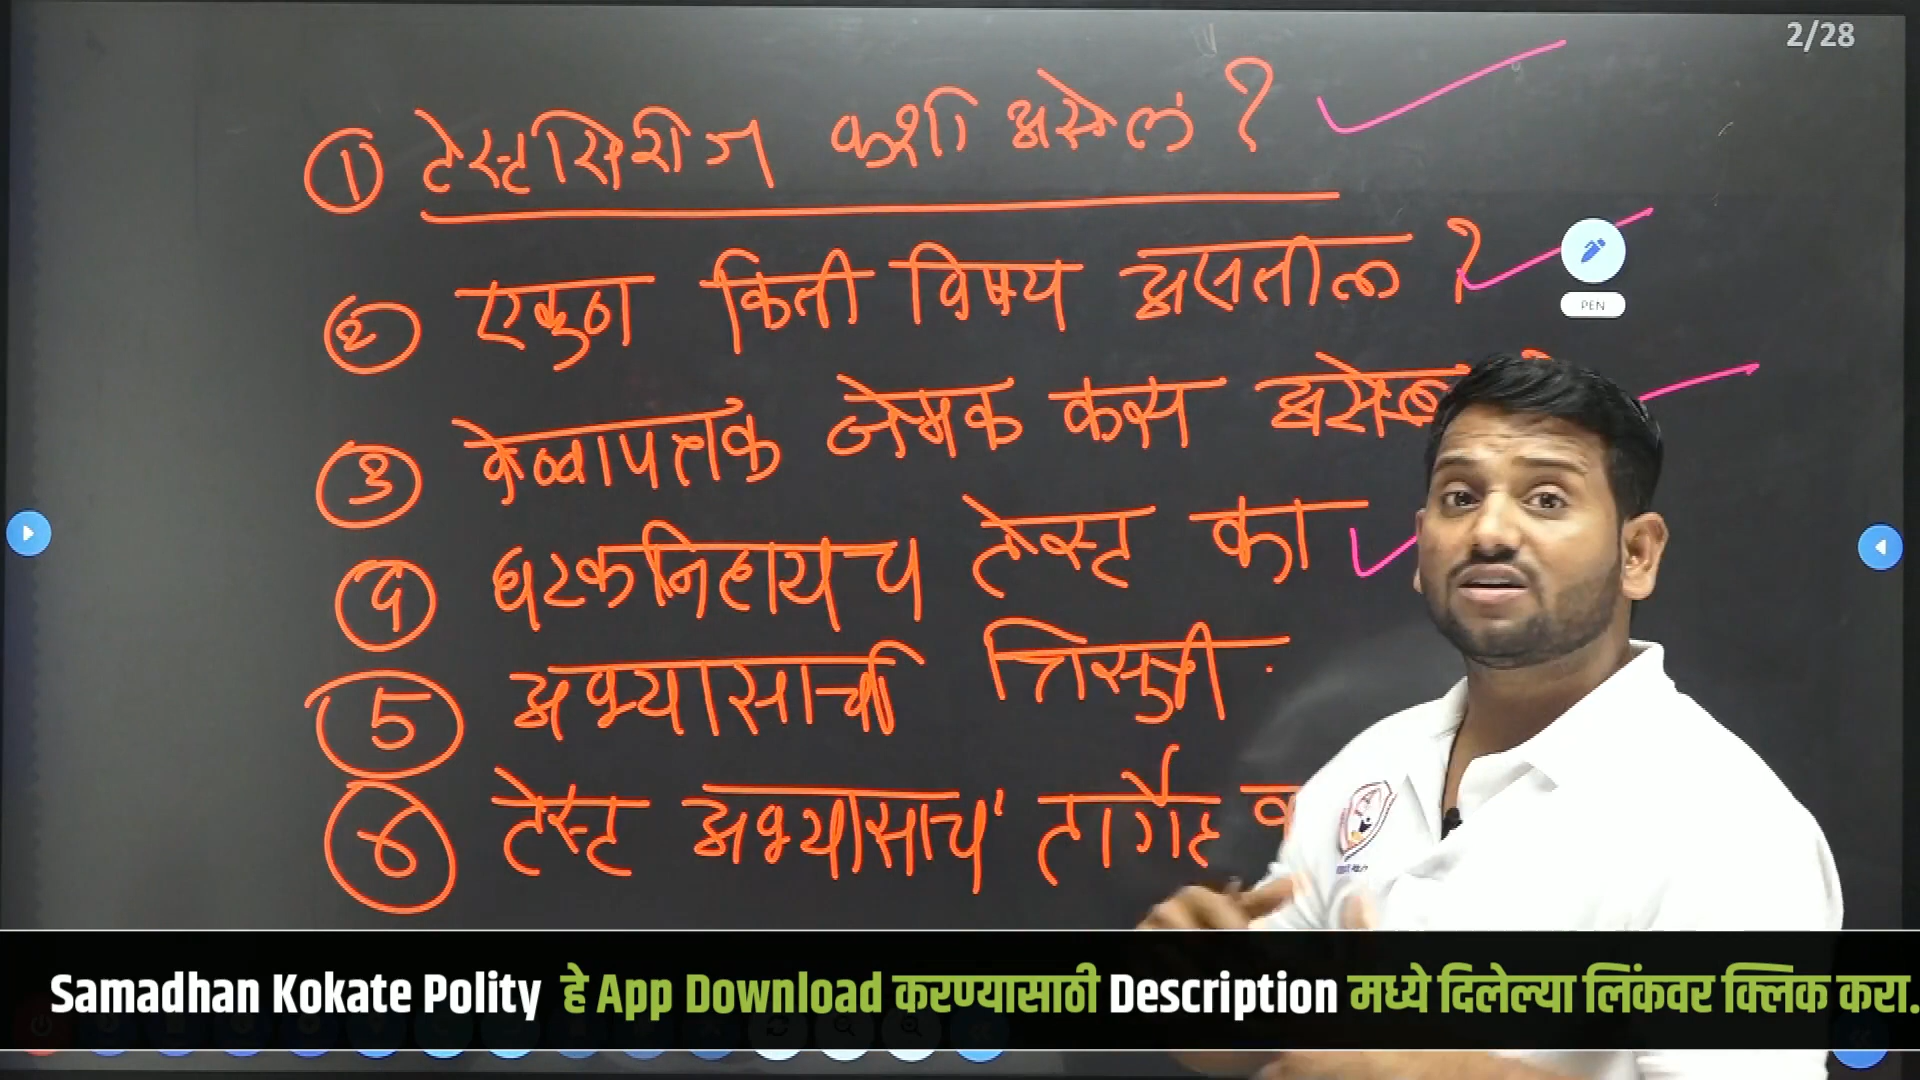 2/28
① टेस्टसिरीज कशी असेलं ?
② एकुण किती विषय असतील ?
PEN
③ वेळापत्रक नेमकं कस असेल
④ घटकनिहायच टेस्ट का
⑤ अभ्यासाची त्रिसुत्री
⑥ टेस्ट अभ्यासाचं टार्गेट
Samadhan Kokate Polity हे App Download करण्यासाठी Description मध्ये दिलेल्या लिंकवर क्लिक करा.